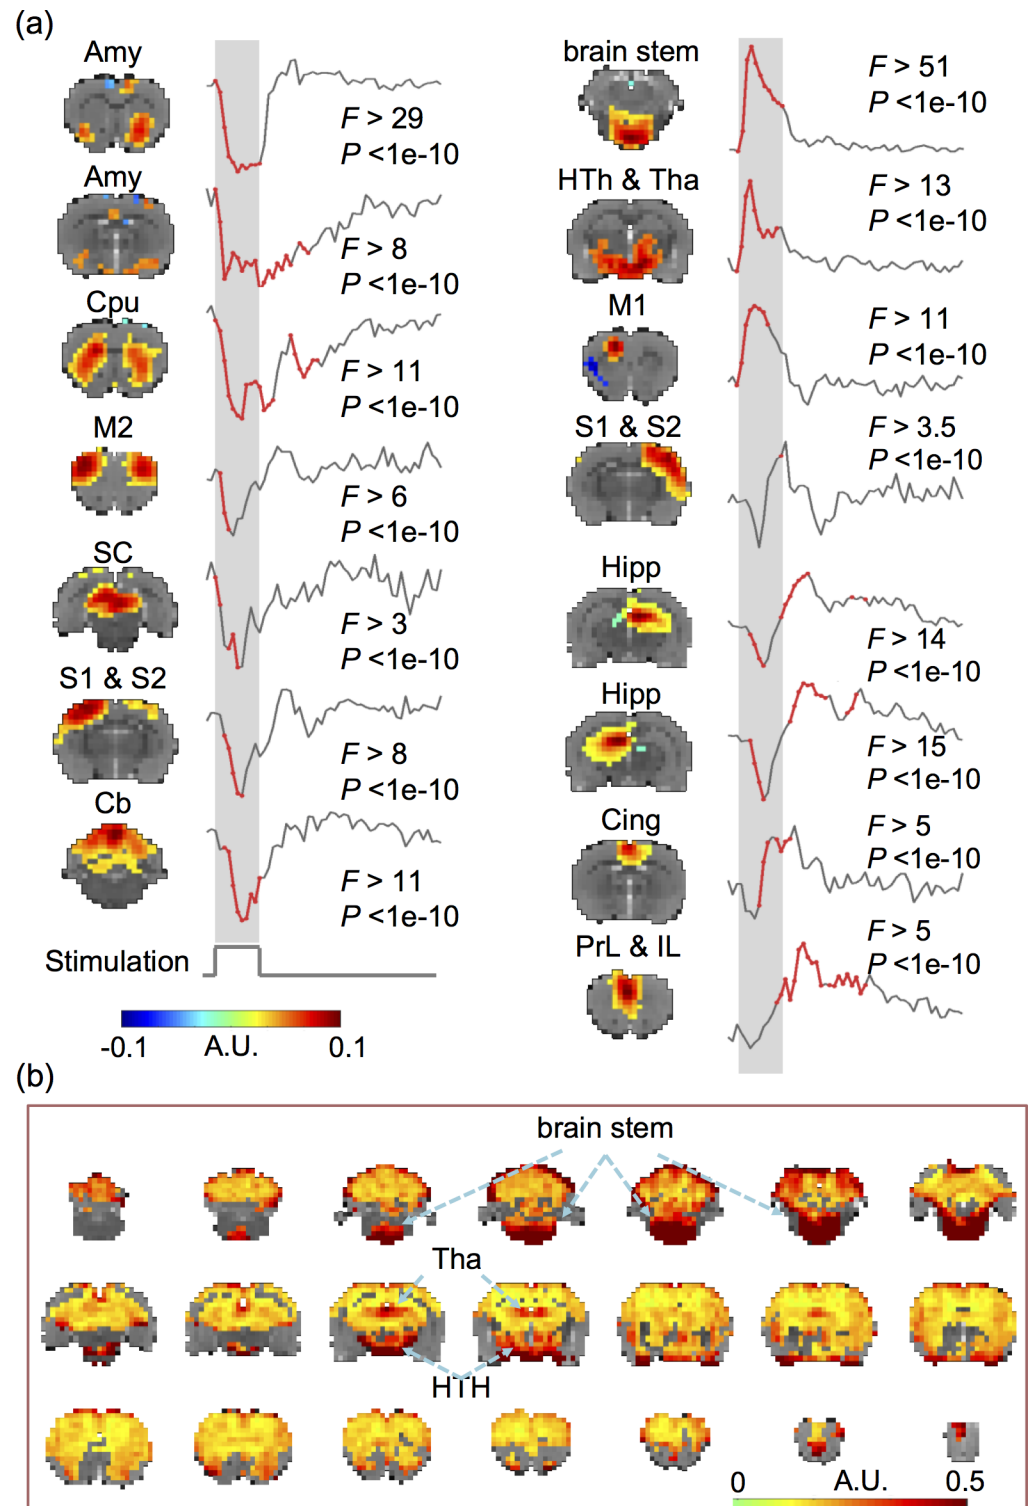 (a)
Amy
F > 29
P <1e-10
Amy
F > 8
P <1e-10
Cpu
F > 11
P <1e-10
M2
F > 6
P <1e-10
SC
F > 3
P <1e-10
S1 & S2
F > 8
P <1e-10
Cb
F > 11
P <1e-10
Stimulation
-0.1 A.U. 0.1
brain stem
F > 51
P <1e-10
HTh & Tha
F > 13
P <1e-10
M1
F > 11
P <1e-10
S1 & S2
F > 3.5
P <1e-10
Hipp
F > 14
P <1e-10
Hipp
F > 15
P <1e-10
Cing
F > 5
P <1e-10
PrL & IL
F > 5
P <1e-10
(b)
brain stem
Tha
HTH
0 A.U. 0.5